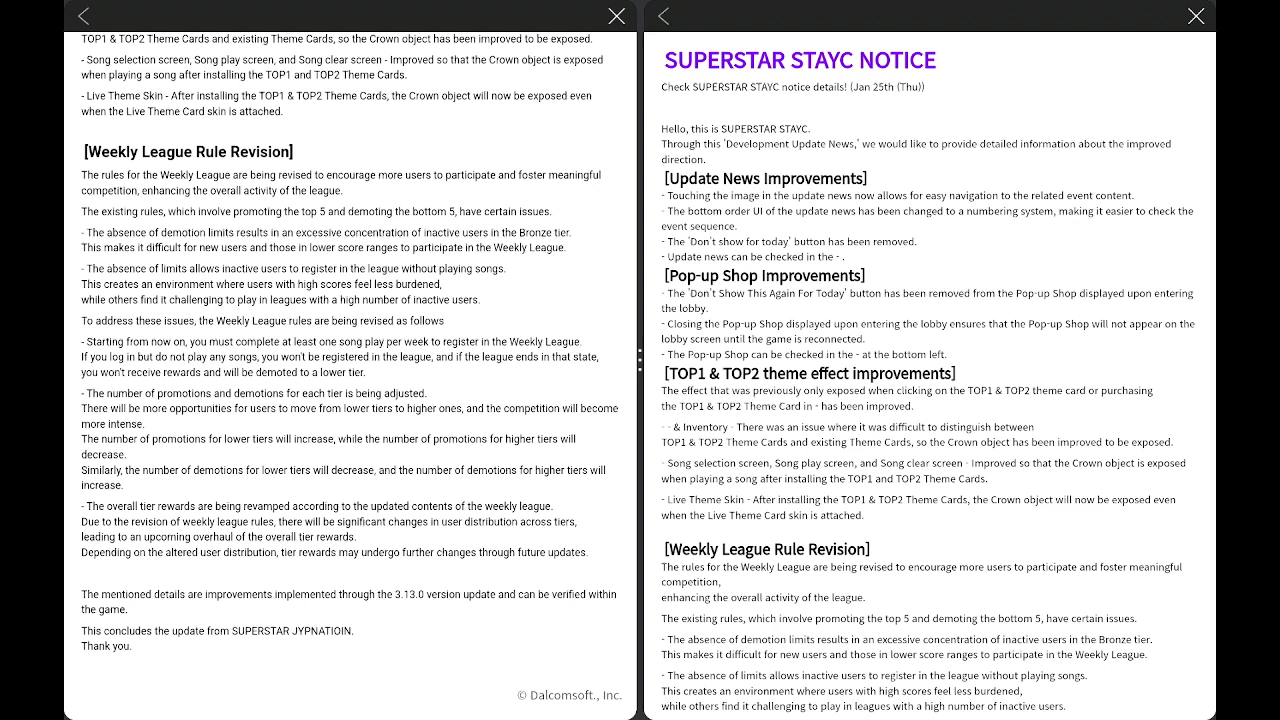 TOP1 & TOP2 Theme Cards and existing Theme Cards, so the Crown object has been improved to be exposed.
- Song selection screen, Song play screen, and Song clear screen - Improved so that the Crown object is exposed
when playing a song after installing the TOP1 and TOP2 Theme Cards.
- Live Theme Skin - After installing the TOP1 & TOP2 Theme Cards, the Crown object will now be exposed even
when the Live Theme Card skin is attached.
[Weekly League Rule Revision]
The rules for the Weekly League are being revised to encourage more users to participate and foster meaningful
competition, enhancing the overall activity of the league.
The existing rules, which involve promoting the top 5 and demoting the bottom 5, have certain issues.
- The absence of demotion limits results in an excessive concentration of inactive users in the Bronze tier.
This makes it difficult for new users and those in lower score ranges to participate in the Weekly League.
- The absence of limits allows inactive users to register in the league without playing songs.
This creates an environment where users with high scores feel less burdened,
while others find it challenging to play in leagues with a high number of inactive users.
To address these issues, the Weekly League rules are being revised as follows
- Starting from now on, you must complete at least one song play per week to register in the Weekly League.
If you log in but do not play any songs, you won't be registered in the league, and if the league ends in that state,
you won't receive rewards and will be demoted to a lower tier.
- The number of promotions and demotions for each tier is being adjusted.
There will be more opportunities for users to move from lower tiers to higher ones, and the competition will become
more intense.
The number of promotions for lower tiers will increase, while the number of promotions for higher tiers will
decrease.
Similarly, the number of demotions for lower tiers will decrease, and the number of demotions for higher tiers will
increase.
- The overall tier rewards are being revamped according to the updated contents of the weekly league.
Due to the revision of weekly league rules, there will be significant changes in user distribution across tiers,
leading to an upcoming overhaul of the overall tier rewards.
Depending on the altered user distribution, tier rewards may undergo further changes through future updates.
The mentioned details are improvements implemented through the 3.13.0 version update and can be verified within
the game.
This concludes the update from SUPERSTAR JYPNATIOIN.
Thank you.
© Dalcomsoft., Inc.
SUPERSTAR STAYC NOTICE
Check SUPERSTAR STAYC notice details! (Jan 25th (Thu))
Hello, this is SUPERSTAR STAYC.
Through this 'Development Update News,' we would like to provide detailed information about the improved
direction.
[Update News Improvements]
- Touching the image in the update news now allows for easy navigation to the related event content.
- The bottom order UI of the update news has been changed to a numbering system, making it easier to check the
event sequence.
- The 'Don't show for today' button has been removed.
- Update news can be checked in the - .
[Pop-up Shop Improvements]
- The 'Don't Show This Again For Today' button has been removed from the Pop-up Shop displayed upon entering
the lobby.
- Closing the Pop-up Shop displayed upon entering the lobby ensures that the Pop-up Shop will not appear on the
lobby screen until the game is reconnected.
- The Pop-up Shop can be checked in the - at the bottom left.
[TOP1 & TOP2 theme effect improvements]
The effect that was previously only exposed when clicking on the TOP1 & TOP2 theme card or purchasing
the TOP1 & TOP2 Theme Card in - has been improved.
- - & Inventory - There was an issue where it was difficult to distinguish between
TOP1 & TOP2 Theme Cards and existing Theme Cards, so the Crown object has been improved to be exposed.
- Song selection screen, Song play screen, and Song clear screen - Improved so that the Crown object is exposed
when playing a song after installing the TOP1 and TOP2 Theme Cards.
- Live Theme Skin - After installing the TOP1 & TOP2 Theme Cards, the Crown object will now be exposed even
when the Live Theme Card skin is attached.
[Weekly League Rule Revision]
The rules for the Weekly League are being revised to encourage more users to participate and foster meaningful
competition,
enhancing the overall activity of the league.
The existing rules, which involve promoting the top 5 and demoting the bottom 5, have certain issues.
- The absence of demotion limits results in an excessive concentration of inactive users in the Bronze tier.
This makes it difficult for new users and those in lower score ranges to participate in the Weekly League.
- The absence of limits allows inactive users to register in the league without playing songs.
This creates an environment where users with high scores feel less burdened,
while others find it challenging to play in leagues with a high number of inactive users.